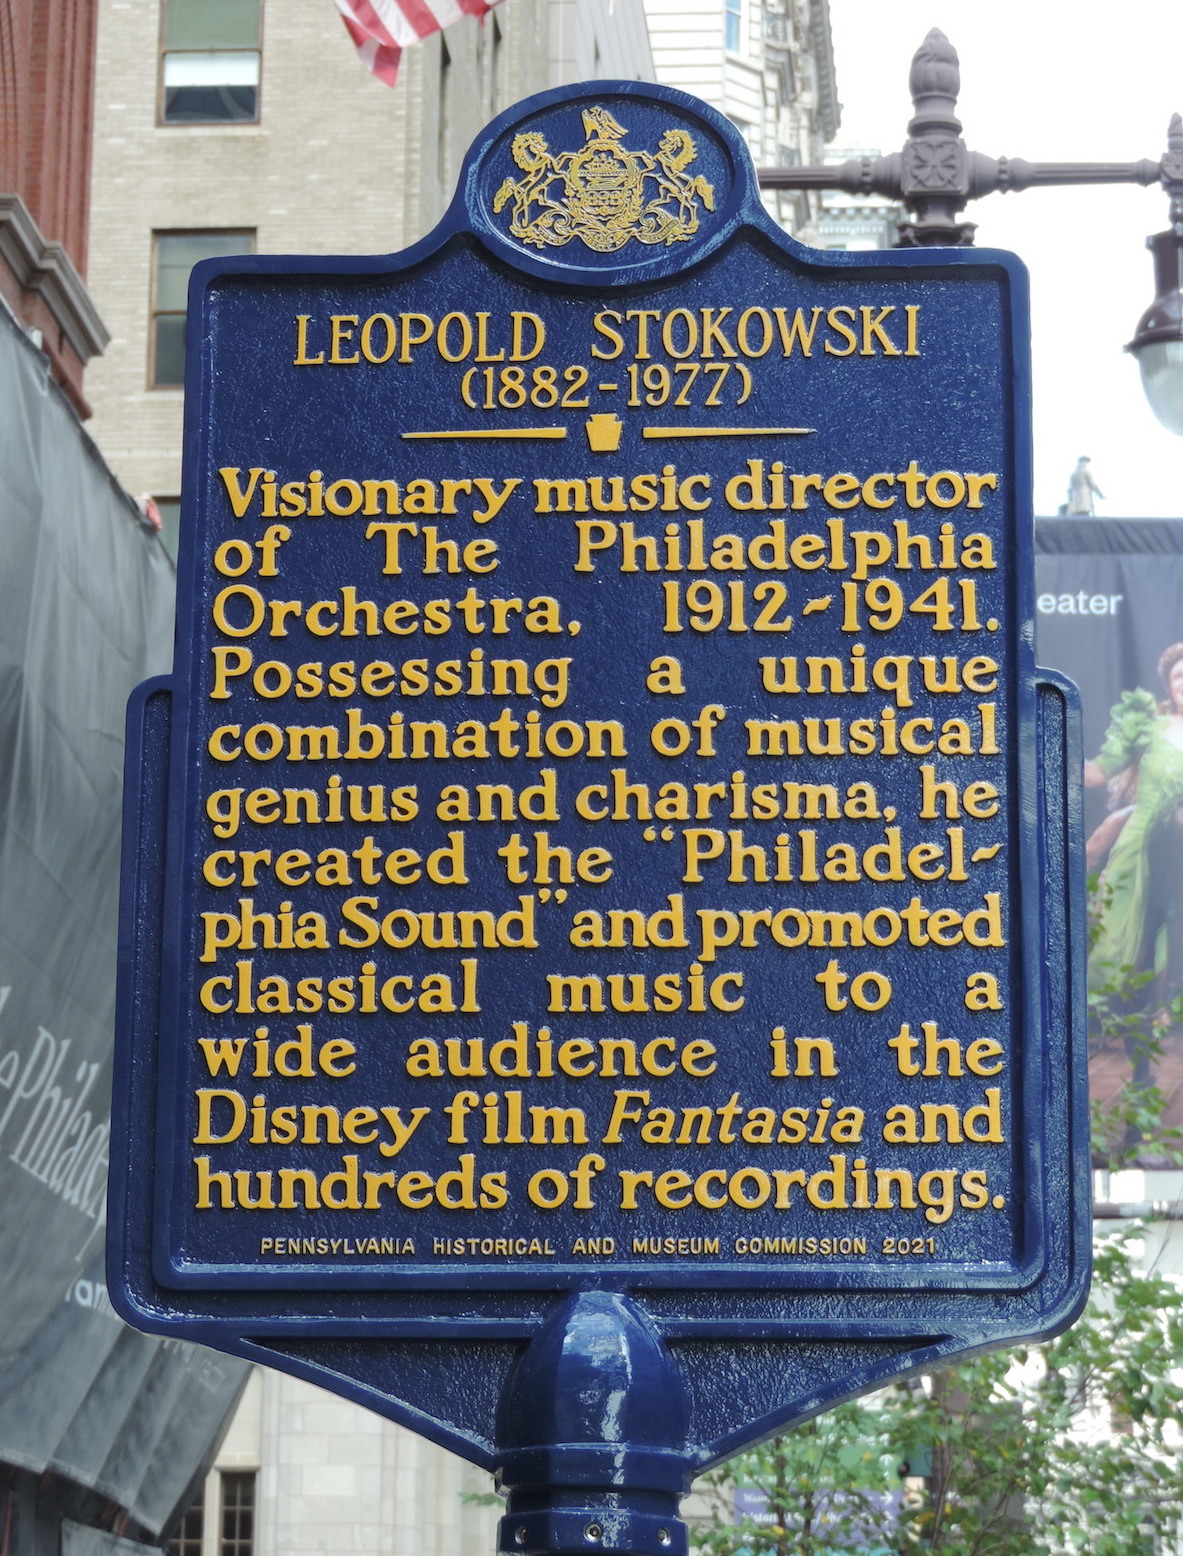 LEOPOLD STOKOWSKI
(1882-1977)
Visionary music director
of The Philadelphia
Orchestra, 1912-1941.
Possessing a unique
combination of musical
genius and charisma, he
created the “Philadel-
phia Sound” and promoted
classical music to a
wide audience in the
Disney film Fantasia and
hundreds of recordings.
PENNSYLVANIA HISTORICAL AND MUSEUM COMMISSION 2021
eater